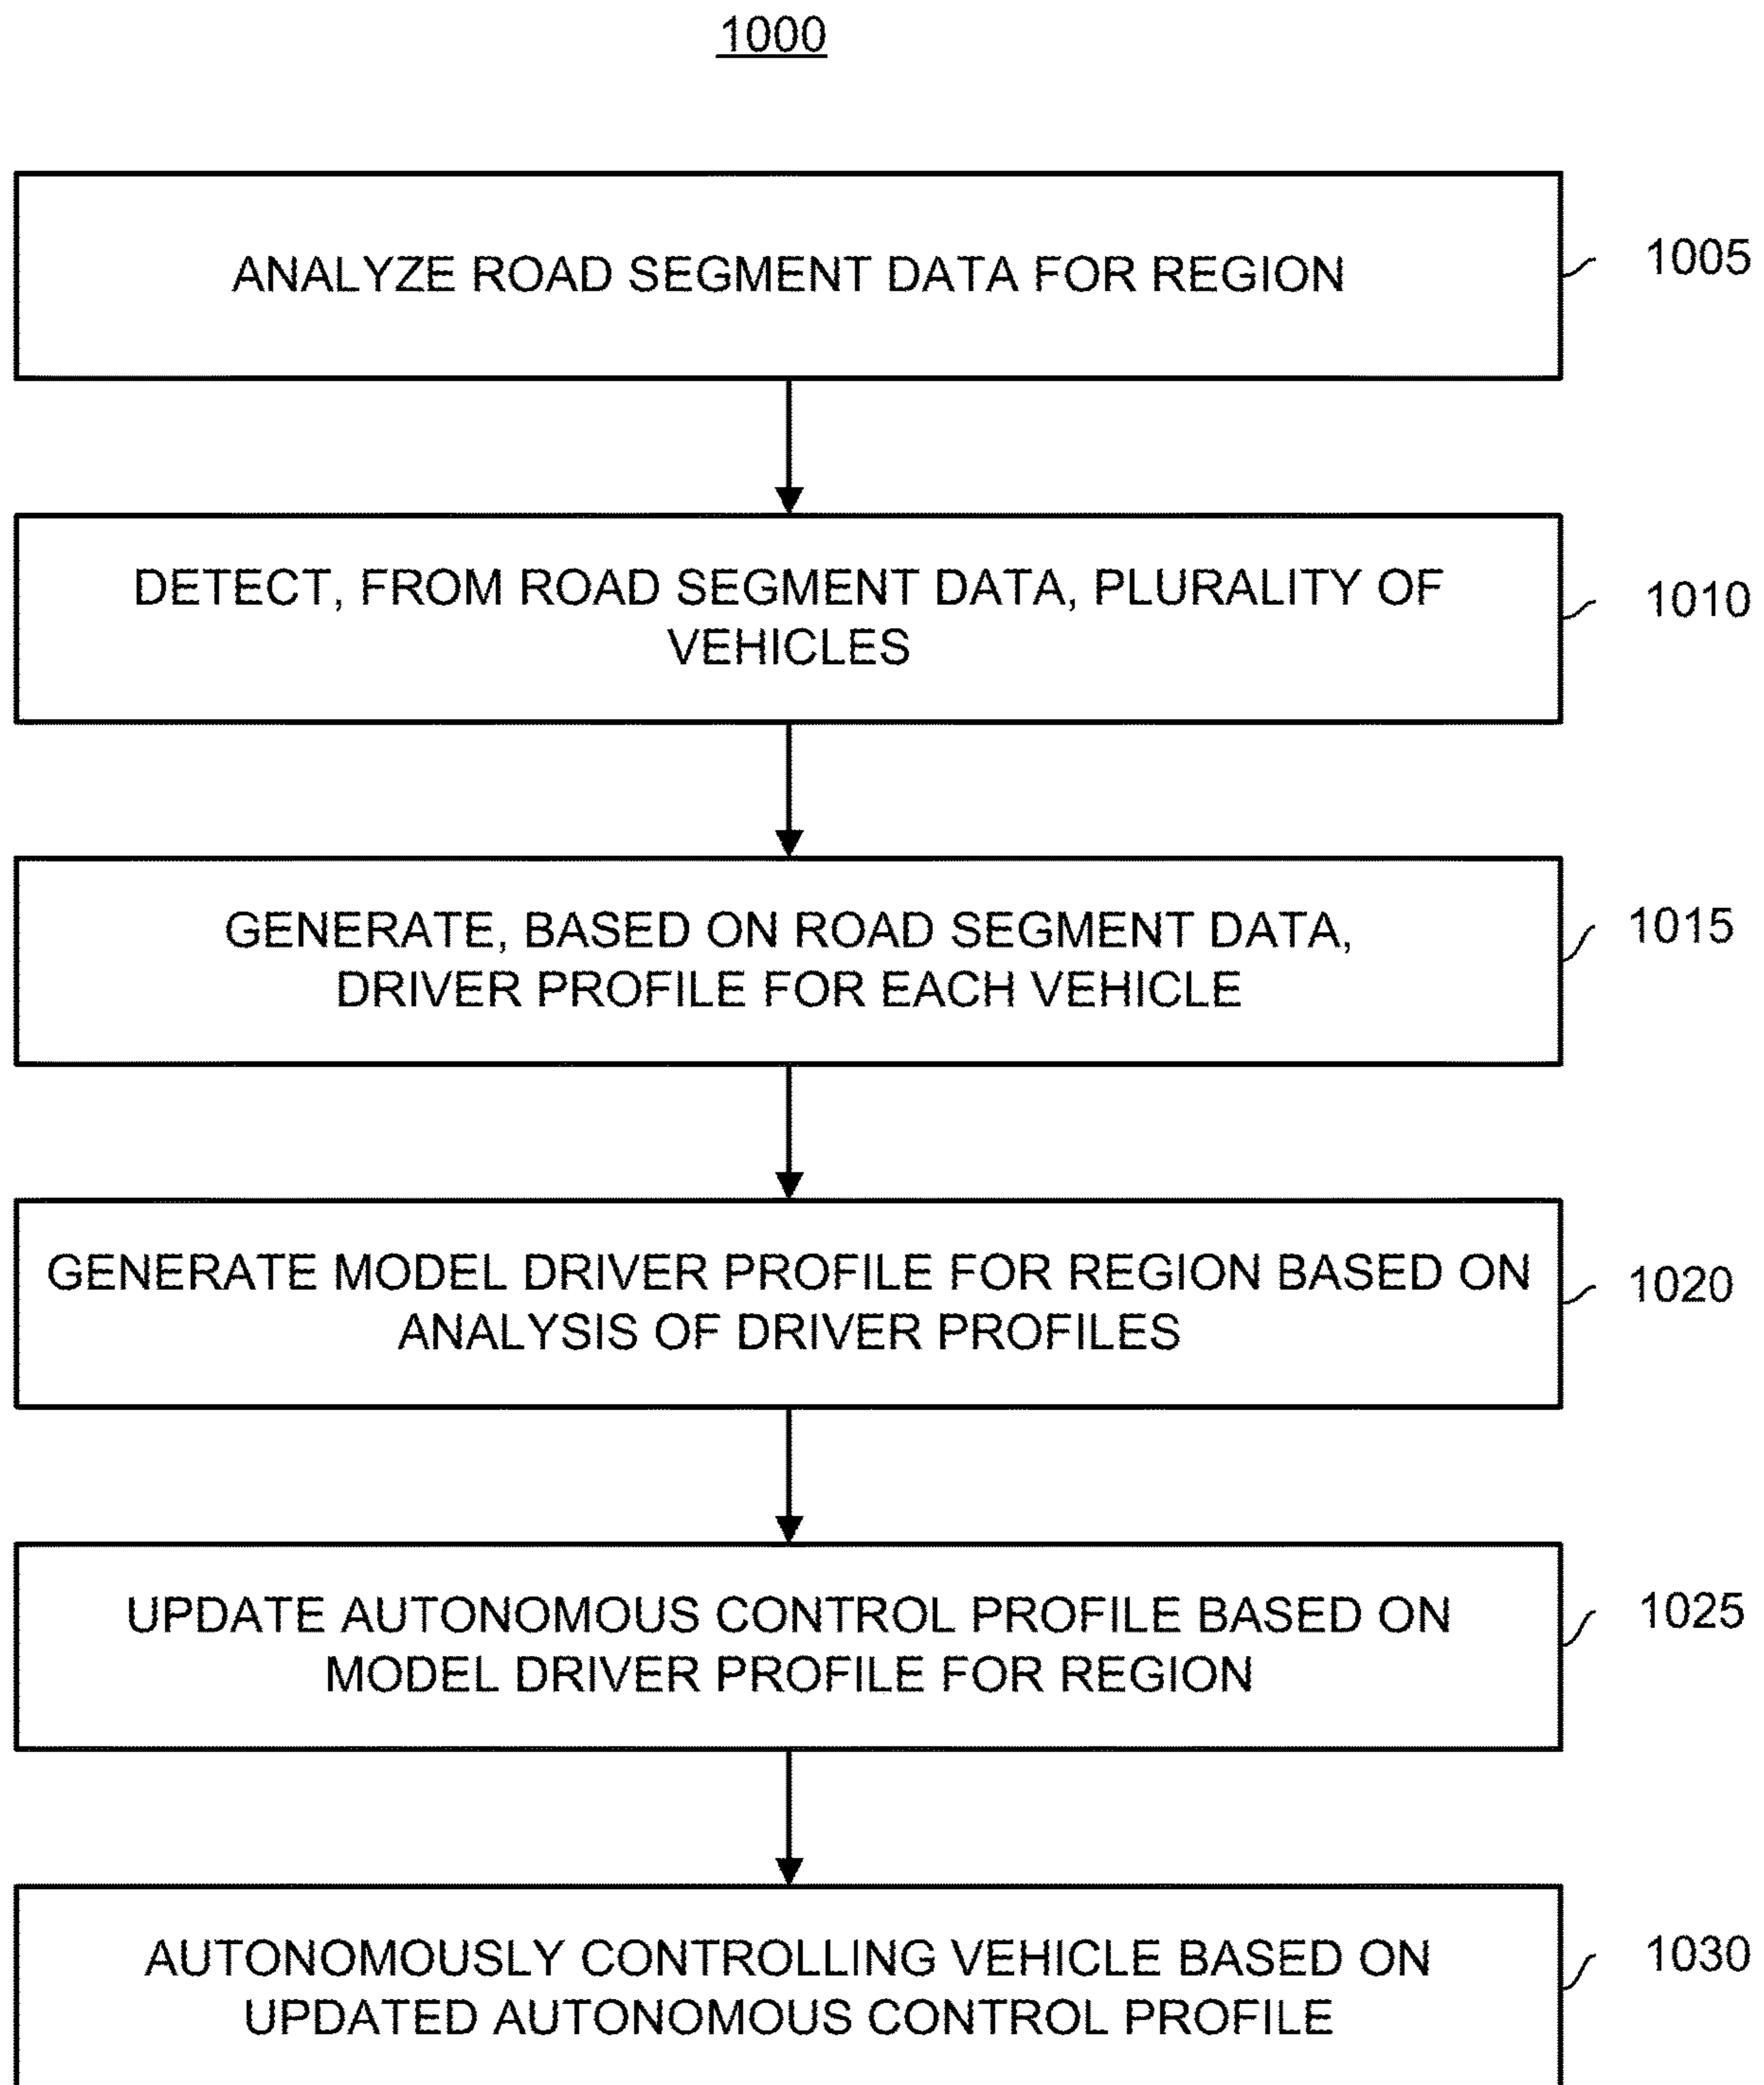 1000
ANALYZE ROAD SEGMENT DATA FOR REGION
1005
DETECT, FROM ROAD SEGMENT DATA, PLURALITY OF
VEHICLES
1010
GENERATE, BASED ON ROAD SEGMENT DATA,
DRIVER PROFILE FOR EACH VEHICLE
1015
GENERATE MODEL DRIVER PROFILE FOR REGION BASED ON
ANALYSIS OF DRIVER PROFILES
1020
UPDATE AUTONOMOUS CONTROL PROFILE BASED ON
MODEL DRIVER PROFILE FOR REGION
1025
AUTONOMOUSLY CONTROLLING VEHICLE BASED ON
UPDATED AUTONOMOUS CONTROL PROFILE
1030